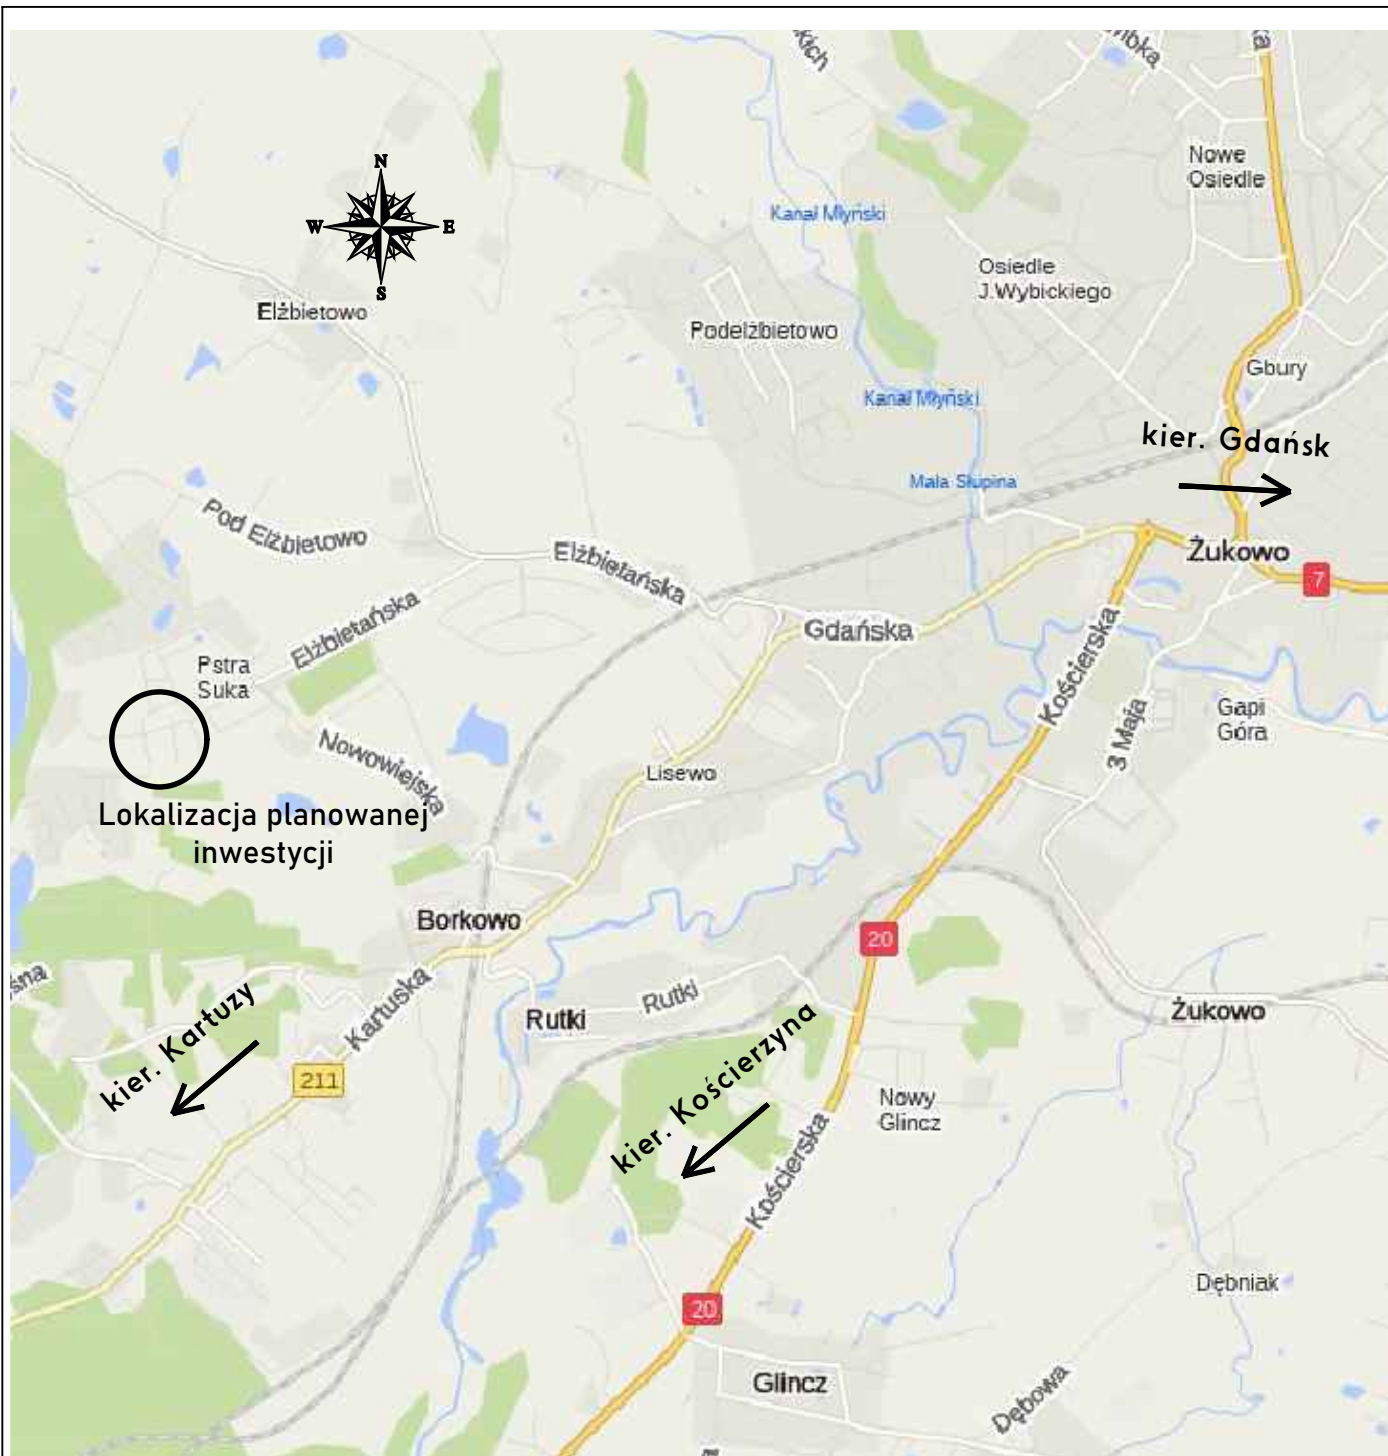 N
W
E
S
Nowe
Osiedle
Kanał Młyński
Osiedle
J.Wybickiego
Elżbietowo
Podelżbietowo
Gbury
Kanał Młyński
kier. Gdańsk
Mała Słupina
Pod Elżbietowo
Elżbietańska
Żukowo
7
Elżbietańska
Gdańska
Kościerska
Pstra
Suka
Gapi
Góra
3 Maja
Nowowiejska
Lisewo
Lokalizacja planowanej
inwestycji
Borkowo
20
Kartuska
Rutki
Rutki
Żukowo
kier. Kartuzy
211
kier. Kościerzyna
Nowy
Glincz
Kościerska
Dębniak
20
Glincz
Dębowa